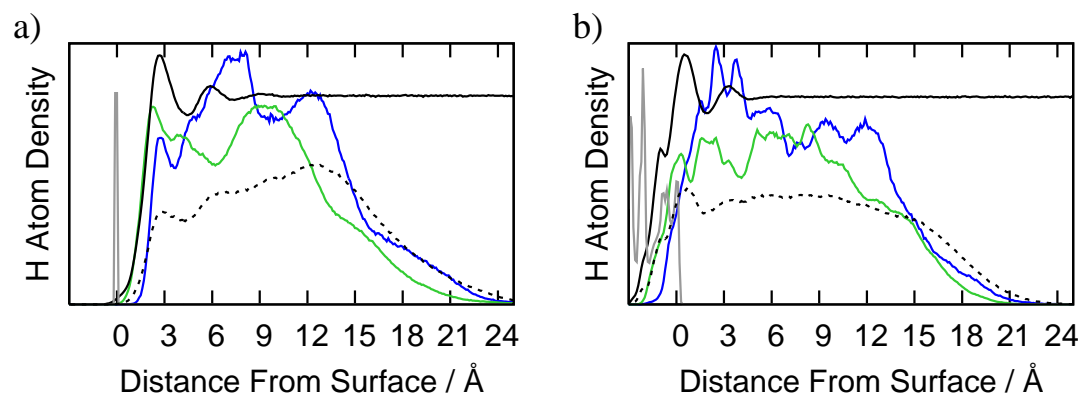 a)
H Atom Density
0 3 6 9 12 15 18 21 24
Distance From Surface / Å
b)
H Atom Density
0 3 6 9 12 15 18 21 24
Distance From Surface / Å